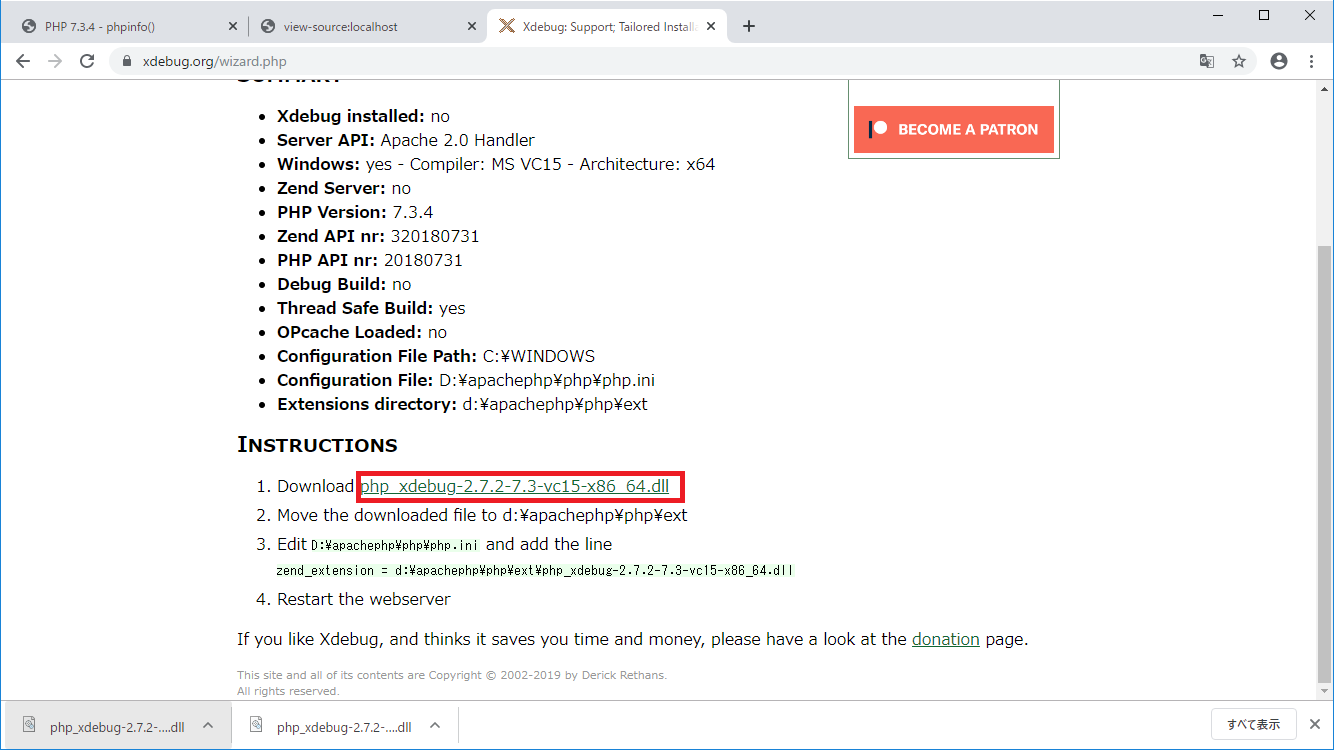 PHP 7.3.4 - phpinfo()
view-source:localhost
Xdebug: Support; Tailored Installa
xdebug.org/wizard.php
SUMMARY
Xdebug installed: no
Server API: Apache 2.0 Handler
Windows: yes - Compiler: MS VC15 - Architecture: x64
Zend Server: no
PHP Version: 7.3.4
Zend API nr: 320180731
PHP API nr: 20180731
Debug Build: no
Thread Safe Build: yes
OPcache Loaded: no
Configuration File Path: C:¥WINDOWS
Configuration File: D:¥apachephp¥php¥php.ini
Extensions directory: d:¥apachephp¥php¥ext
BECOME A PATRON
INSTRUCTIONS
1. Download php_xdebug-2.7.2-7.3-vc15-x86_64.dll
2. Move the downloaded file to d:¥apachephp¥php¥ext
3. Edit D:¥apachephp¥php¥php.ini and add the line
zend_extension = d:¥apachephp¥php¥ext¥php_xdebug-2.7.2-7.3-vc15-x86_64.dll
4. Restart the webserver
If you like Xdebug, and thinks it saves you time and money, please have a look at the donation page.
This site and all of its contents are Copyright © 2002-2019 by Derick Rethans.
All rights reserved.
php_xdebug-2.7.2-....dll
php_xdebug-2.7.2-....dll
すべて表示